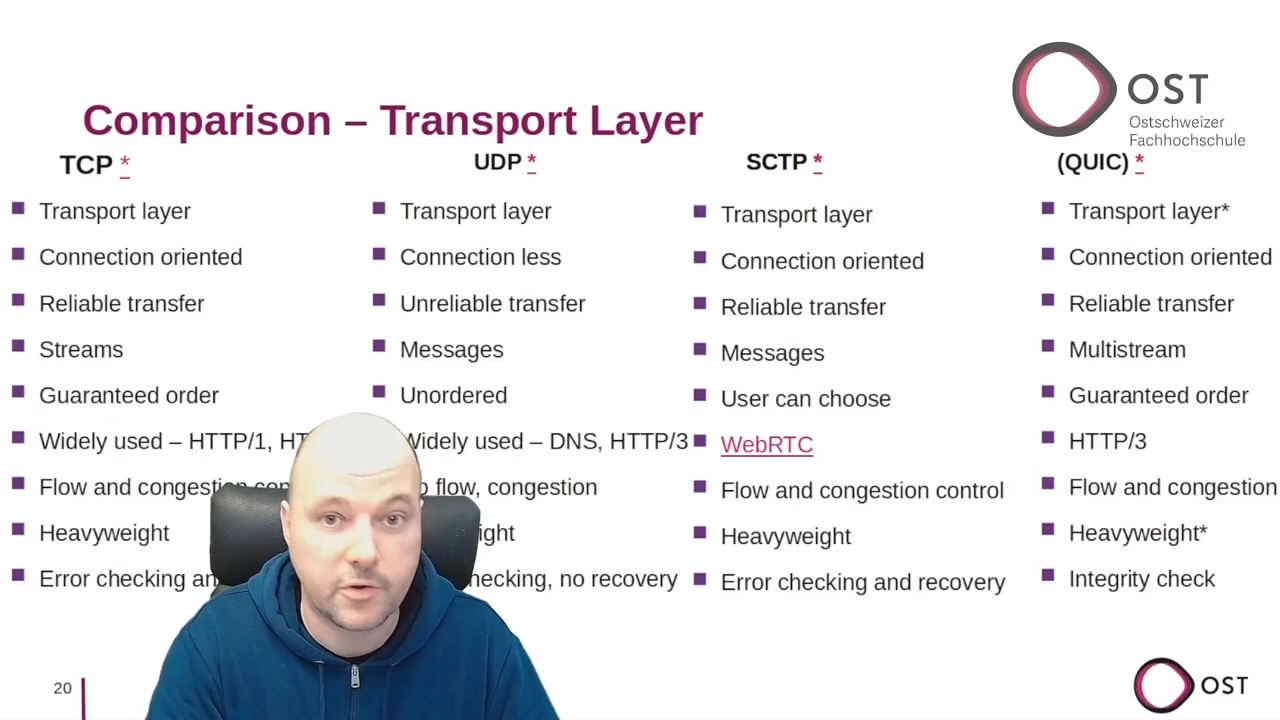 OST
Ostschweizer
Fachhochschule
Comparison – Transport Layer
TCP *
Transport layer
Connection oriented
Reliable transfer
Streams
Guaranteed order
Widely used – HTTP/1,
Flow and congestion
Heavyweight
Error checking
UDP *
Transport layer
Connection less
Unreliable transfer
Messages
Unordered
Widely used – DNS, HTTP/3
flow, congestion
no recovery
SCTP *
Transport layer
Connection oriented
Reliable transfer
Messages
User can choose
WebRTC
Flow and congestion control
Heavyweight
Error checking and recovery
(QUIC) *
Transport layer*
Connection oriented
Reliable transfer
Multistream
Guaranteed order
HTTP/3
Flow and congestion
Heavyweight*
Integrity check
20
OST